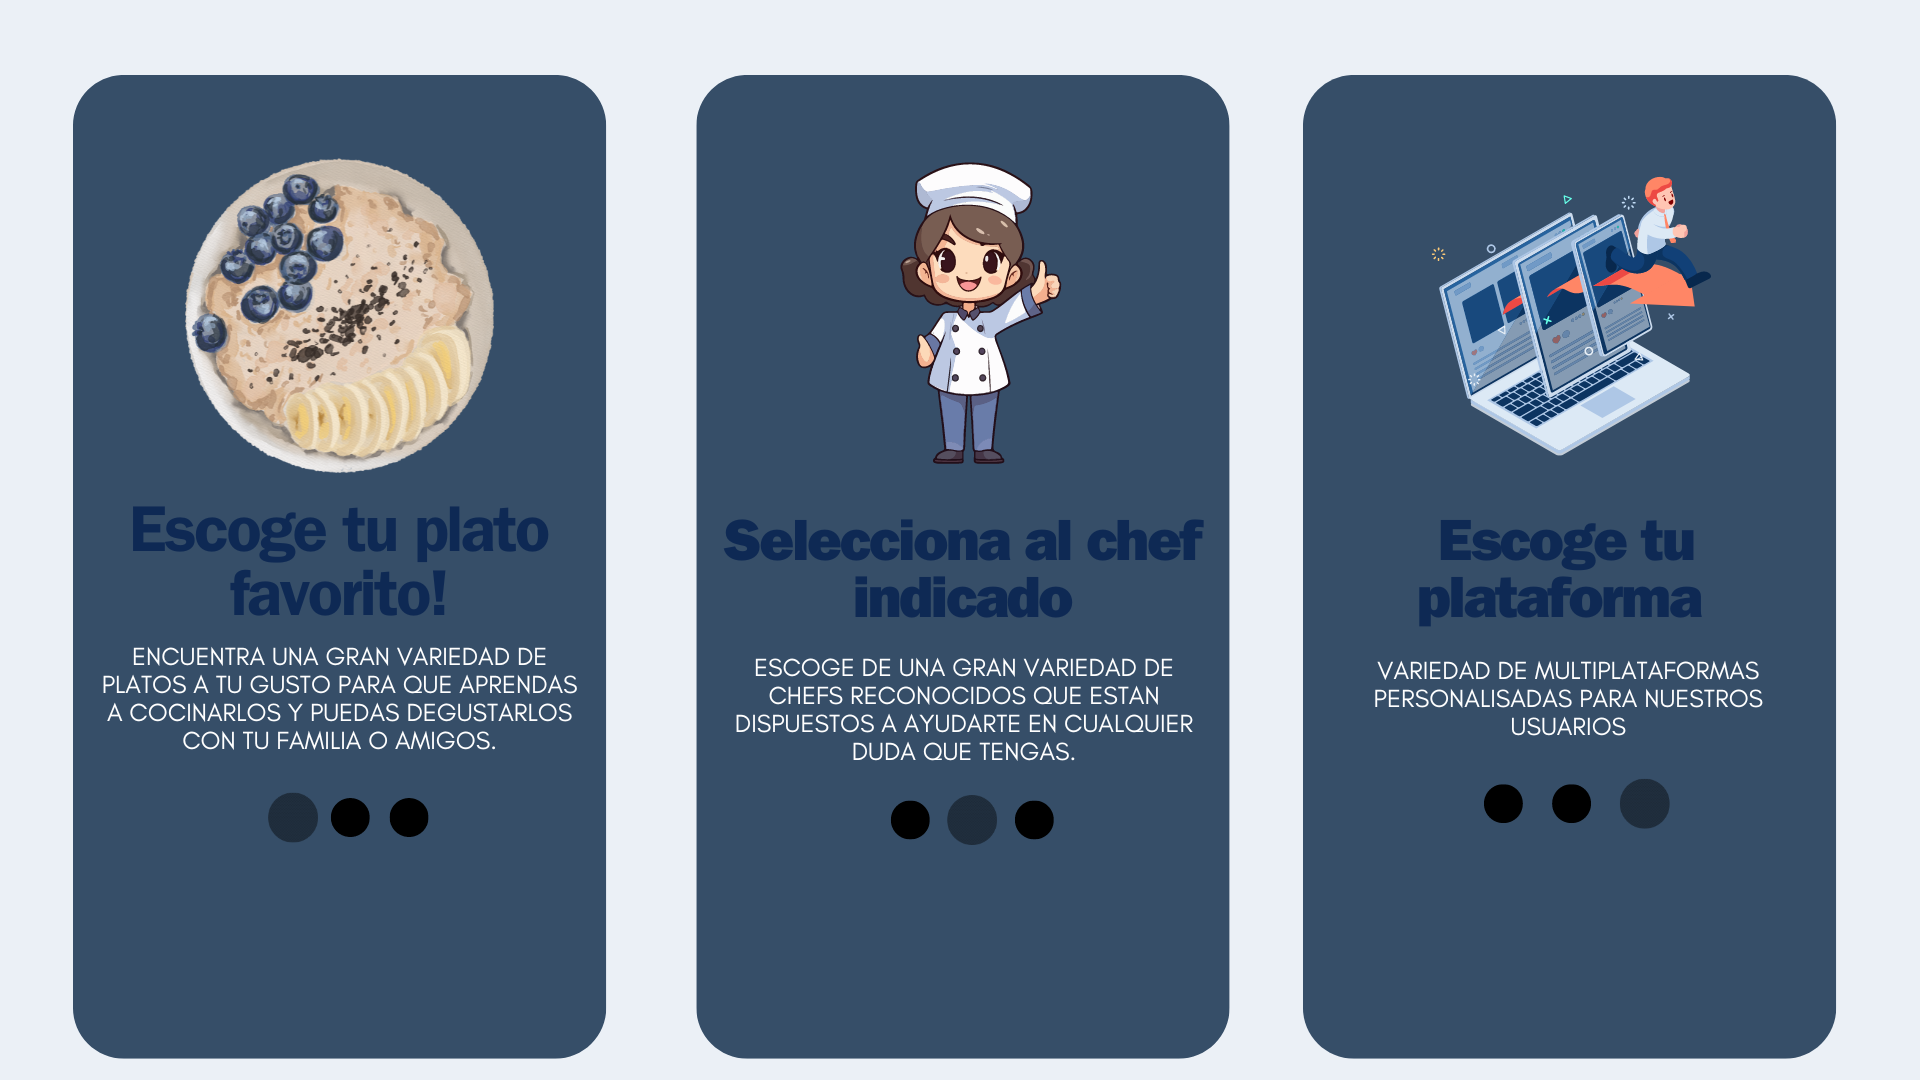 Escoge tu plato
favorito!
ENCUENTRA UNA GRAN VARIEDAD DE
PLATOS A TU GUSTO PARA QUE APRENDAS
A COCINARLOS Y PUEDAS DEGUSTARLOS
CON TU FAMILIA O AMIGOS.
Selecciona al chef
indicado
ESCOGE DE UNA GRAN VARIEDAD DE
CHEFS RECONOCIDOS QUE ESTAN
DISPUESTOS A AYUDARTE EN CUALQUIER
DUDA QUE TENGAS.
Escoge tu
plataforma
VARIEDAD DE MULTIPLATAFORMAS
PERSONALISADAS PARA NUESTROS
USUARIOS